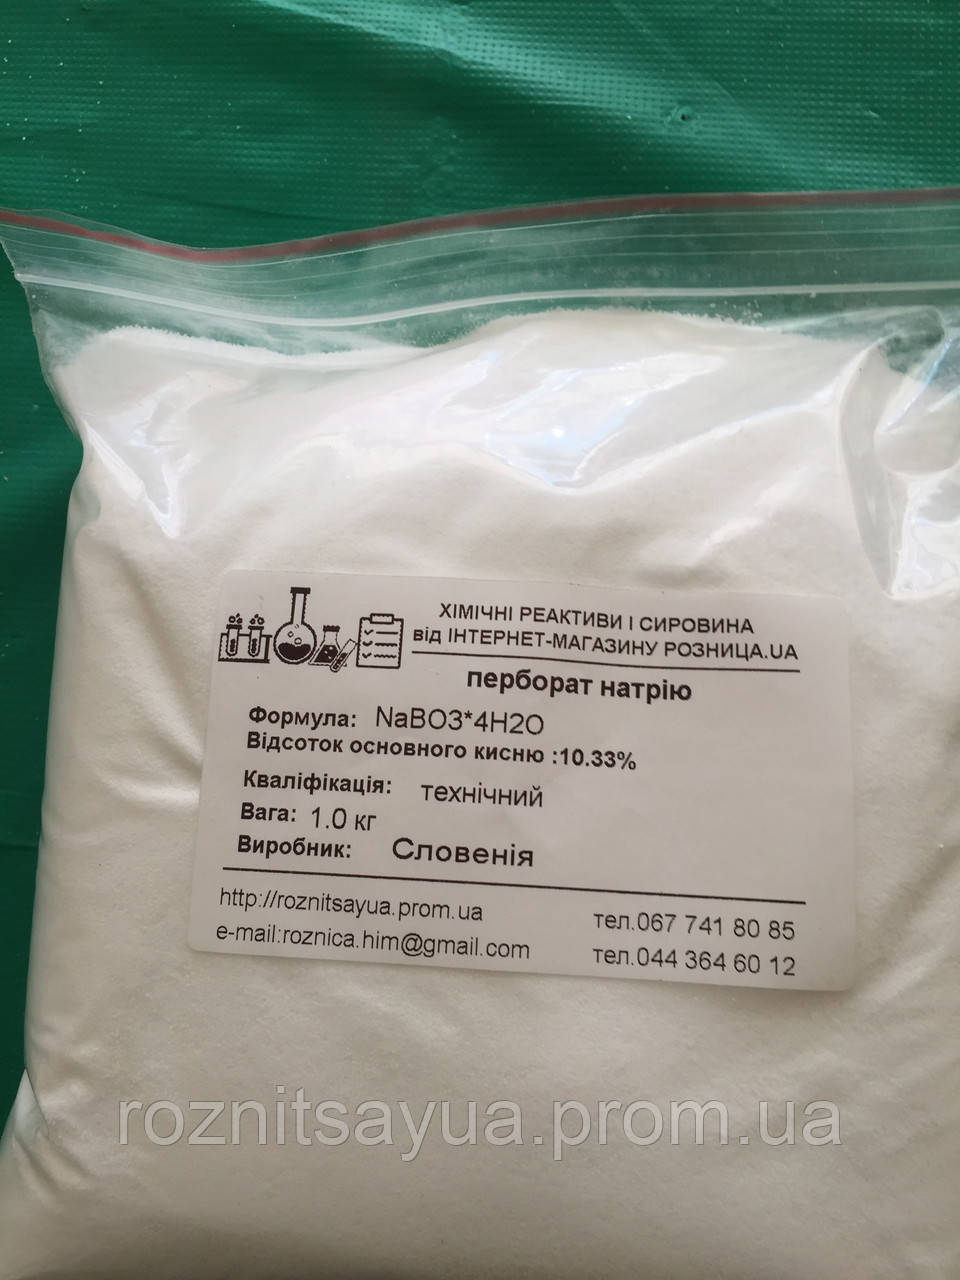 ХІМІЧНІ РЕАКТИВИ І СИРОВИНА
від ІНТЕРНЕТ-МАГАЗИНУ РОЗНИЦА.UA
перборат натрію
Формула: NaBO3*4H2O
Відсоток основного кисню :10.33%
Кваліфікація: технічний
Вага: 1.0 кг
Виробник: Словенія
http://roznitsayua.prom.ua
тел.067 741 80 85
e-mail:roznica.him@gmail.com
тел.044 364 60 12
roznitsayua.prom.ua